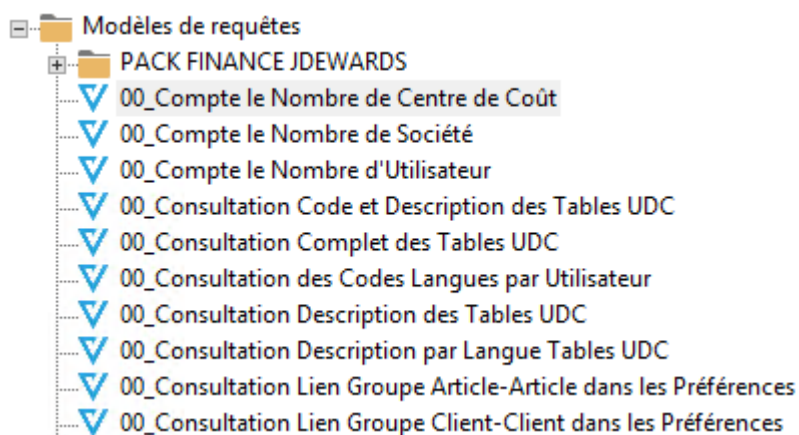 Modèles de requêtes
PACK FINANCE JDEWARDS
00_Compte le Nombre de Centre de Coût
00_Compte le Nombre de Société
00_Compte le Nombre d'Utilisateur
00_Consultation Code et Description des Tables UDC
00_Consultation Complet des Tables UDC
00_Consultation des Codes Langues par Utilisateur
00_Consultation Description des Tables UDC
00_Consultation Description par Langue Tables UDC
00_Consultation Lien Groupe Article-Article dans les Préférences
00_Consultation Lien Groupe Client-Client dans les Préférences